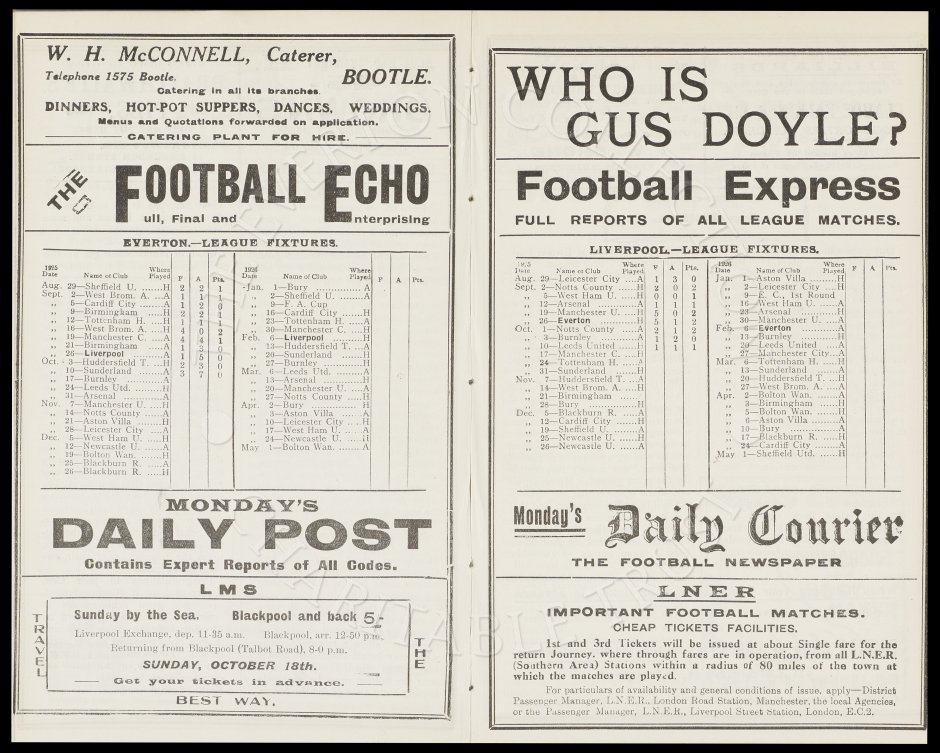 W. H. McCONNELL, Caterer,
Telephone 1575 Bootle. BOOTLE.
Catering in all its branches.
DINNERS, HOT-POT SUPPERS, DANCES, WEDDINGS.
Menus and Quotations forwarded on application.
CATERING PLANT FOR HIRE.
THE FOOTBALL ECHO
ull, Final and nterprising
EVERTON.—LEAGUE FIXTURES.
1925 Date Name of Club Where Played F A Pts.
Aug. 29—Sheffield U. ......H 2 2 1
Sept. 2—West Brom. A. ...A 1 1 1
„ 5—Cardiff City ......A 1 2 0
„ 9—Birmingham ......H 2 2 1
„ 12—Tottenham H. ......H 1 1 1
„ 16—West Brom. A. ...H 4 0 2
„ 19—Manchester C. ...A 4 4 1
„ 21—Birmingham ......A 1 3 0
„ 26—Liverpool ......A 1 5 0
Oct. 3—Huddersfield T. ...H 2 3 0
„ 10—Sunderland ......A 3 7 0
„ 17—Burnley ......A
„ 24—Leeds Utd. ......H
„ 31—Arsenal ......A
Nov. 7—Manchester U. ......H
„ 14—Notts County ......A
„ 21—Aston Villa ......H
„ 28—Leicester City ...A
Dec. 5—West Ham U. ......H
„ 12—Newcastle U. ......A
„ 19—Bolton Wan. ......H
„ 25—Blackburn R. ......A
„ 26—Blackburn R. ......H
1926 Date Name of Club Where Played F A Pts.
Jan. 1—Bury ......A
„ 2—Sheffield U. ......A
„ 9—F. A. Cup
„ 16—Cardiff City ......H
„ 23—Tottenham H. ......A
„ 30—Manchester C. ......H
Feb. 6—Liverpool ......H
„ 13—Huddersfield T. ...A
„ 20—Sunderland ......H
„ 27—Burnley ......H
Mar. 6—Leeds Utd. ......A
„ 13—Arsenal ......H
„ 20—Manchester U. ......A
„ 27—Notts County ......H
Apr. 2—Bury ......H
„ 3—Aston Villa ......A
„ 10—Leicester City ......H
„ 17—West Ham U. ......A
„ 24—Newcastle U. ......H
May 1—Bolton Wan. ......A
MONDAY'S
DAILY POST
Contains Expert Reports of All Codes.
LMS
TRAVEL
Sunday by the Sea. Blackpool and back 5/-
Liverpool Exchange, dep. 11-35 a.m. Blackpool, arr. 12-50 p.m.
Returning from Blackpool (Talbot Road), 8-0 p.m.
SUNDAY, OCTOBER 18th.
Get your tickets in advance.
THE
BEST WAY.
WHO IS
GUS DOYLE?
Football Express
FULL REPORTS OF ALL LEAGUE MATCHES.
LIVERPOOL.—LEAGUE FIXTURES.
1925 Date Name of Club Where Played F A Pts.
Aug. 29—Leicester City ...A 1 3 0
Sept. 2—Notts County ......H 2 0 2
„ 5—West Ham U. ......A 0 0 1
„ 12—Arsenal ......H 1 1 1
„ 19—Manchester U. ......H 5 0 2
„ 26—Everton ......H 5 1 2
Oct. 1—Notts County ......A 2 1 2
„ 3—Burnley ......A 1 2 0
„ 10—Leeds United ......H 1 1 1
„ 17—Manchester C. ......H
„ 24—Tottenham H. ......A
„ 31—Sunderland ......H
Nov. 7—Huddersfield T. ...A
„ 14—West Brom. A. ......H
„ 21—Birmingham ......A
„ 28—Bury ......H
Dec. 5—Blackburn R. ......A
„ 12—Cardiff City ......H
„ 19—Sheffield U. ......A
„ 25—Newcastle U. ......H
„ 26—Newcastle U. ......A
1926 Date Name of Club Where Played F A Pts.
Jan. 1—Aston Villa ......H
„ 2—Leicester City ......H
„ 9—E. C., 1st Round
„ 16—West Ham U. ......H
„ 23—Arsenal ......A
„ 30—Manchester U. ......A
Feb. 6—Everton ......A
„ 13—Burnley ......H
„ 20—Leeds United ......A
„ 27—Manchester City...A
Mar. 6—Tottenham H. ......H
„ 13—Sunderland ......A
„ 20—Huddersfield T. ...H
„ 27—West Brom. A. ......A
Apr. 2—Bolton Wan. ......A
„ 3—Birmingham ......H
„ 5—Bolton Wan. ......H
„ 6—Aston Villa ......A
„ 10—Bury ......A
„ 17—Blackburn R. ......H
„ 24—Cardiff City ......A
May 1—Sheffield Utd. ......H
Monday's Daily Courier
THE FOOTBALL NEWSPAPER
LNER
IMPORTANT FOOTBALL MATCHES.
CHEAP TICKETS FACILITIES.
1st and 3rd Tickets will be issued at about Single fare for the
return Journey. where through fares are in operation, from all L.N.E.R.
(Southern Area) Stations within a radius of 80 miles of the town at
which the matches are played.
For particulars of availability and general conditions of issue, apply—District
Passenger Manager, L.N.E.R., London Road Station, Manchester, the local Agencies,
or the Passenger Manager, L.N.E.R., Liverpool Street Station, London, E.C.2.